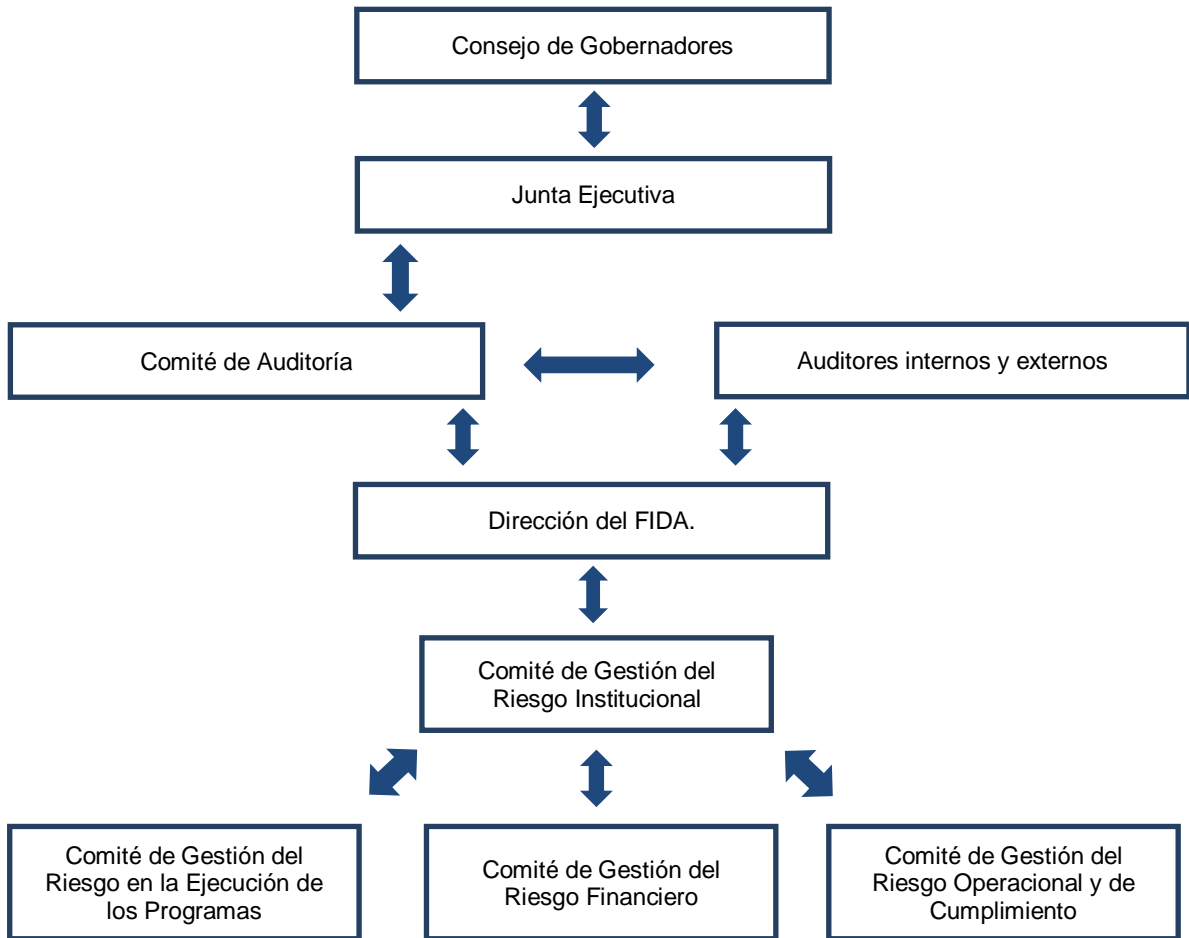 Consejo de Gobernadores
Junta Ejecutiva
Comité de Auditoría
Auditores internos y externos
Dirección del FIDA.
Comité de Gestión del
Riesgo Institucional
Comité de Gestión del
Riesgo en la Ejecución de
los Programas
Comité de Gestión del
Riesgo Financiero
Comité de Gestión del
Riesgo Operacional y de
Cumplimiento